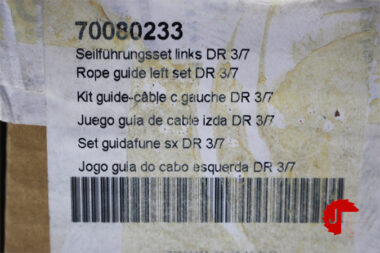 70080233
Seilführungsset links DR 3/7
Rope guide left set DR 3/7
Kit guide-câble c.gauche DR 3/7
Juego guia de cable izda DR 3/7
Set guidafune sx DR 3/7
Jogo guia do cabo esquerda DR 3/7
J